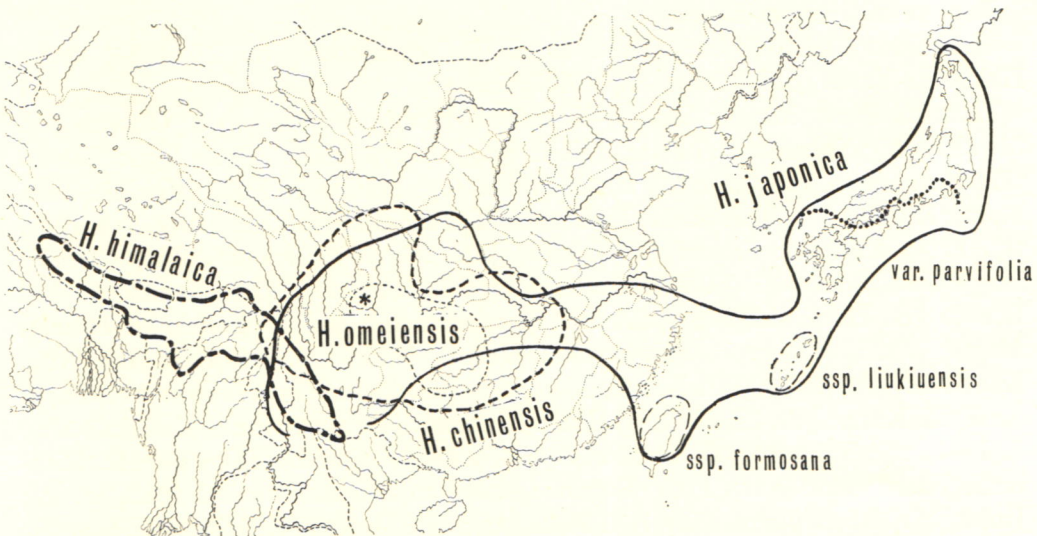 H. japonica
H. himalaica
var. parvifolia
*
H. omeiensis
ssp. liukiuensis
H. chinensis
ssp. formosana